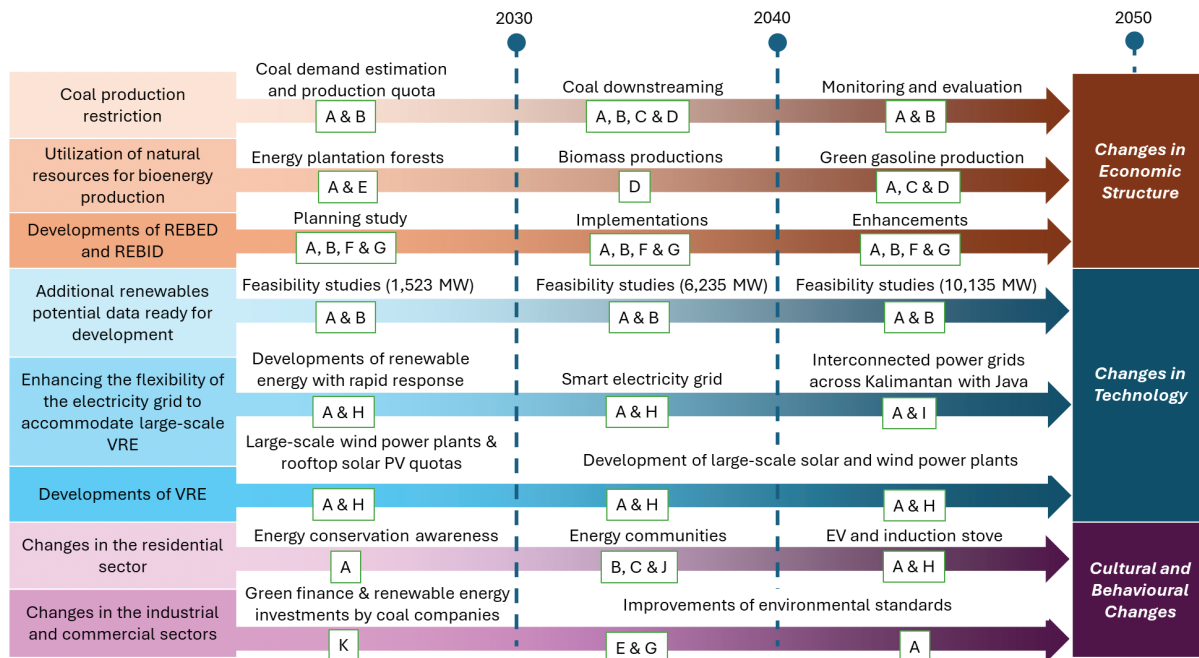 2030
2040
2050
Coal production
restriction
Coal demand estimation
and production quota
A & B
Coal downstreaming
A, B, C & D
Monitoring and evaluation
A & B
Utilization of natural
resources for bioenergy
production
Energy plantation forests
A & E
Biomass productions
D
Green gasoline production
A, C & D
Developments of REBED
and REBID
Planning study
A, B, F & G
Implementations
A, B, F & G
Enhancements
A, B, F & G
Changes in
Economic
Structure
Additional renewables
potential data ready for
development
Feasibility studies (1,523 MW)
A & B
Feasibility studies (6,235 MW)
A & B
Feasibility studies (10,135 MW)
A & B
Enhancing the flexibility of
the electricity grid to
accommodate large-scale
VRE
Developments of renewable
energy with rapid response
A & H
Smart electricity grid
A & H
Interconnected power grids
across Kalimantan with Java
A & I
Developments of VRE
Large-scale wind power plants &
rooftop solar PV quotas
A & H
Development of large-scale solar and wind power plants
A & H
A & H
Changes in
Technology
Changes in the residential
sector
Energy conservation awareness
A
Energy communities
B, C & J
EV and induction stove
A & H
Changes in the industrial
and commercial sectors
Green finance & renewable energy
investments by coal companies
K
Improvements of environmental standards
E & G
A
Cultural and
Behavioural
Changes